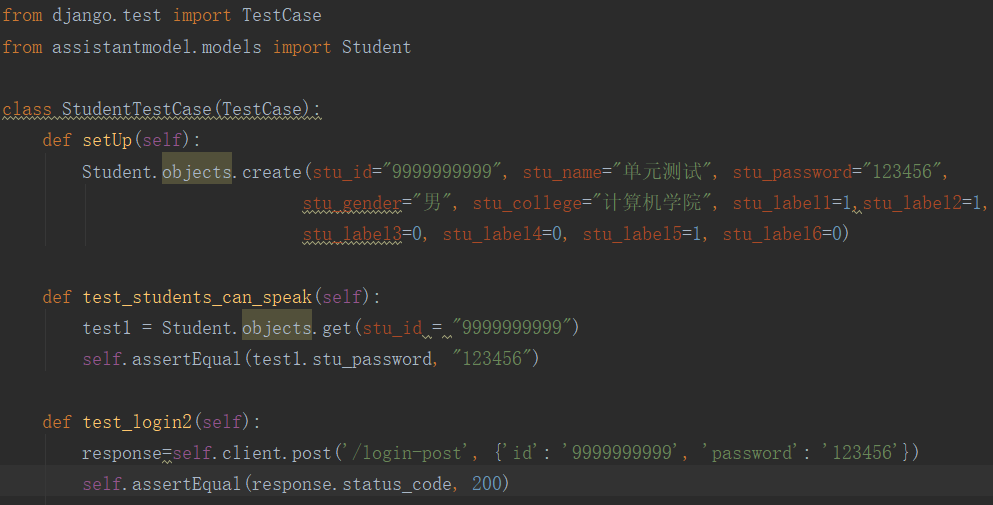 from django.test import TestCase
from assistantmodel.models import Student
class StudentTestCase(TestCase):
def setUp(self):
Student.objects.create(stu_id="9999999999", stu_name="单元测试", stu_password="123456",
stu_gender="男", stu_college="计算机学院", stu_label1=1,stu_label2=1,
stu_label3=0, stu_label4=0, stu_label5=1, stu_label6=0)
def test_students_can_speak(self):
test1 = Student.objects.get(stu_id = "9999999999")
self.assertEqual(test1.stu_password, "123456")
def test_login2(self):
response=self.client.post('/login-post', {'id': '9999999999', 'password': '123456'})
self.assertEqual(response.status_code, 200)